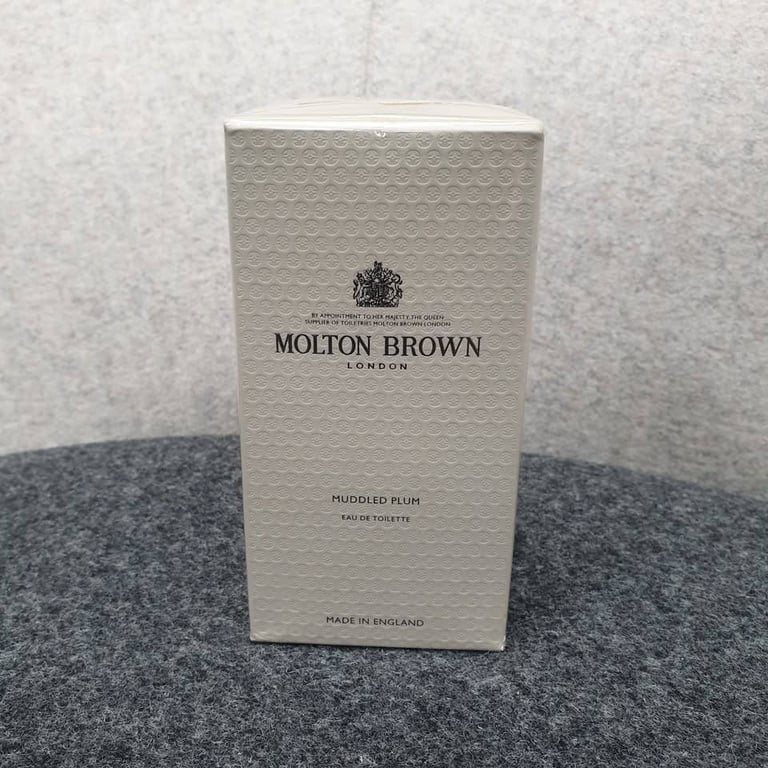 BY APPOINTMENT TO HER MAJESTY THE QUEEN
SUPPLIER OF TOILETRIES MOLTON BROWN LONDON
MOLTON BROWN
LONDON
MUDDLED PLUM
EAU DE TOILETTE
MADE IN ENGLAND